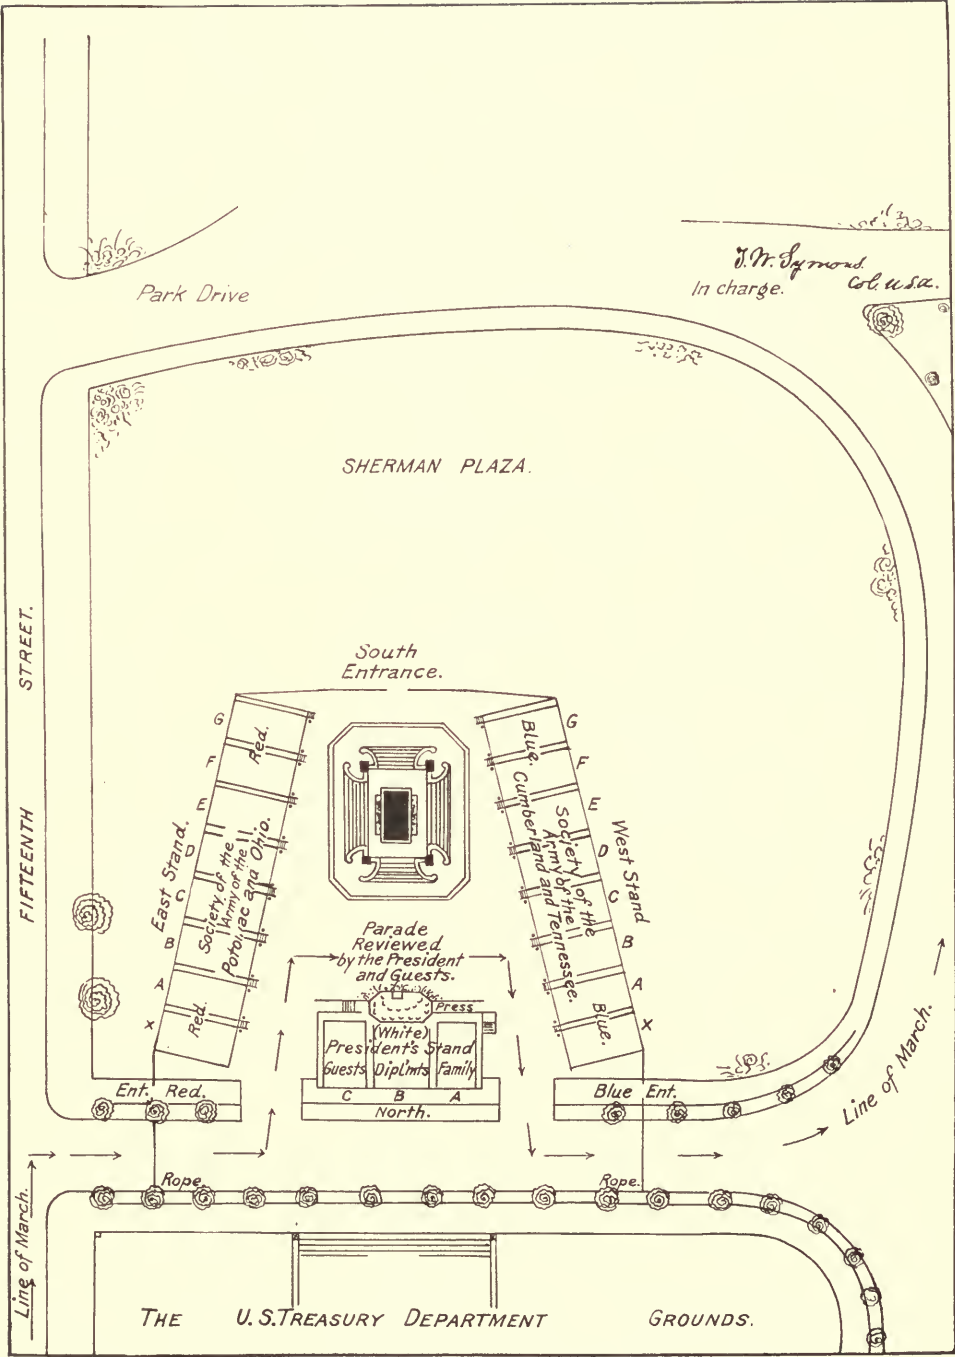 T.W. Symons.
Col. U.S.A.
In charge.
Park Drive
SHERMAN PLAZA.
FIFTEENTH STREET.
South
Entrance.
G
F
E
D
C
B
A
X
Red.
East Stand.
Society of the
Army of the
Potomac and Ohio.
Red.
G
F
E
D
C
B
A
X
Blue.
West Stand
Society of the
Army of the
Cumberland and Tennessee.
Blue.
Parade
Reviewed
by the President
and Guests.
Press
(White)
President's Stand
Guests Dipl'mts Family
C B A
North.
Ent. Red.
Blue Ent.
Line of March.
Rope.
Rope.
Line of March.
THE U.S. TREASURY DEPARTMENT GROUNDS.